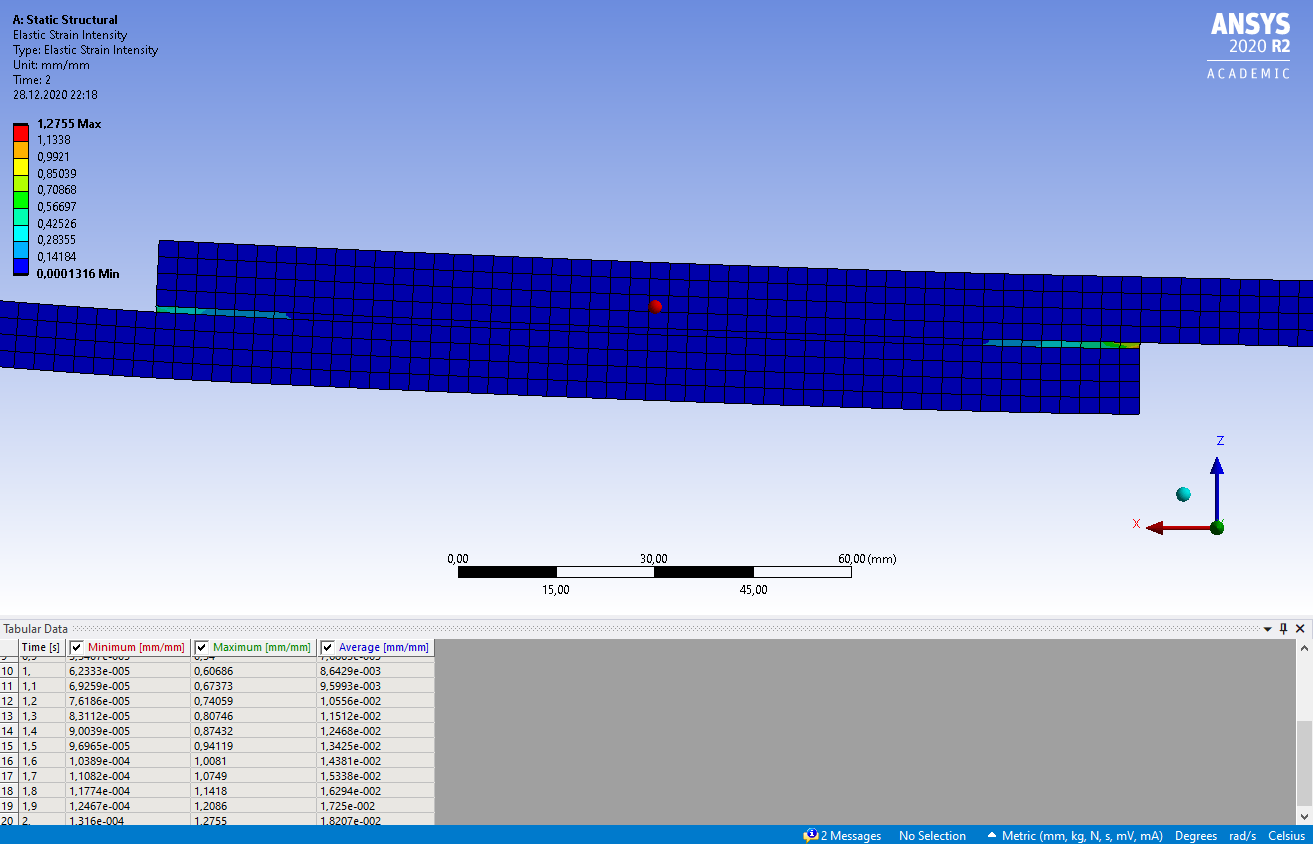 A: Static Structural
Elastic Strain Intensity
Type: Elastic Strain Intensity
Unit: mm/mm
Time: 2
28.12.2020 22:18
ANSYS
2020 R2
ACADEMIC
1,2755 Max
1,1338
0,9921
0,85039
0,70868
0,56697
0,42526
0,28355
0,14184
0,0001316 Min
Z
X
0,00 30,00 60,00 (mm)
15,00 45,00
Tabular Data
Time [s] Minimum [mm/mm] Maximum [mm/mm] Average [mm/mm]
10 1, 6,2333e-005 0,60686 8,6429e-003
11 1,1 6,9259e-005 0,67373 9,5993e-003
12 1,2 7,6186e-005 0,74059 1,0556e-002
13 1,3 8,3112e-005 0,80746 1,1512e-002
14 1,4 9,0039e-005 0,87432 1,2468e-002
15 1,5 9,6965e-005 0,94119 1,3425e-002
16 1,6 1,0389e-004 1,0081 1,4381e-002
17 1,7 1,1082e-004 1,0749 1,5338e-002
18 1,8 1,1774e-004 1,1418 1,6294e-002
19 1,9 1,2467e-004 1,2086 1,725e-002
20 2, 1,316e-004 1,2755 1,8207e-002
2 Messages No Selection Metric (mm, kg, N, s, mV, mA) Degrees rad/s Celsius